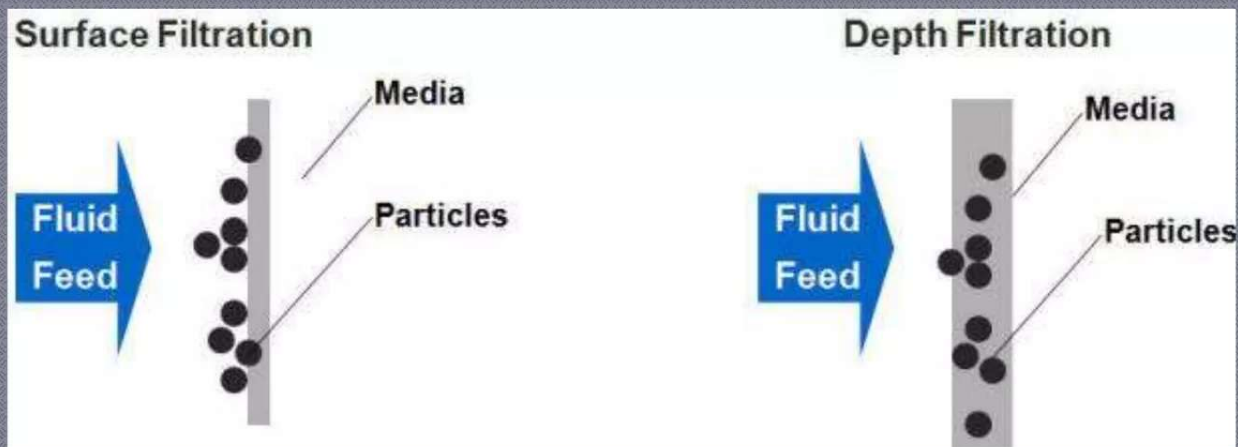 Surface Filtration
Media
Particles
Fluid
Feed
Depth Filtration
Media
Particles
Fluid
Feed